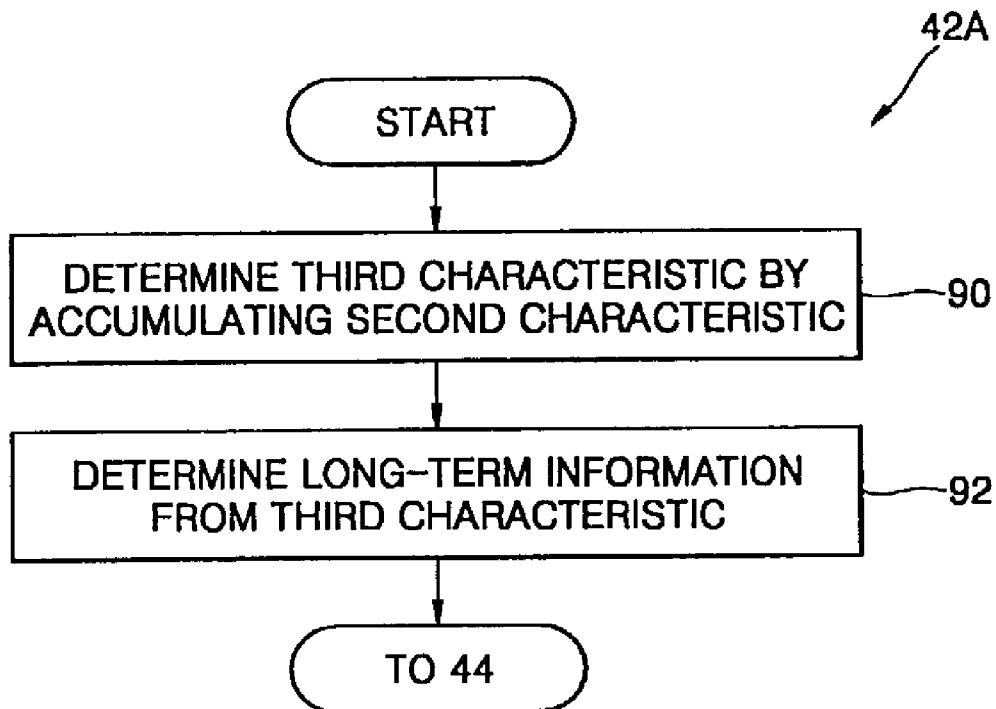 42A
START
DETERMINE THIRD CHARACTERISTIC BY
ACCUMULATING SECOND CHARACTERISTIC
90
DETERMINE LONG-TERM INFORMATION
FROM THIRD CHARACTERISTIC
92
TO 44